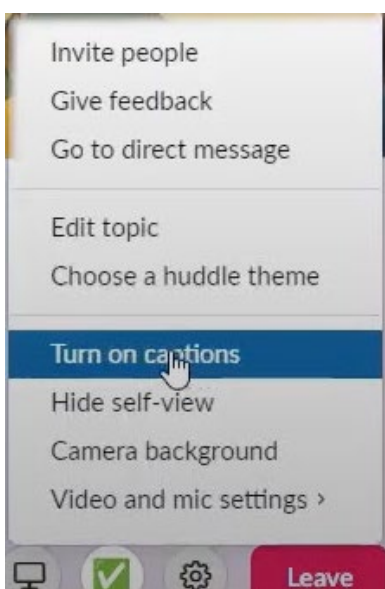 Invite people
Give feedback
Go to direct message
Edit topic
Choose a huddle theme
Turn on captions
Hide self-view
Camera background
Video and mic settings >
Leave